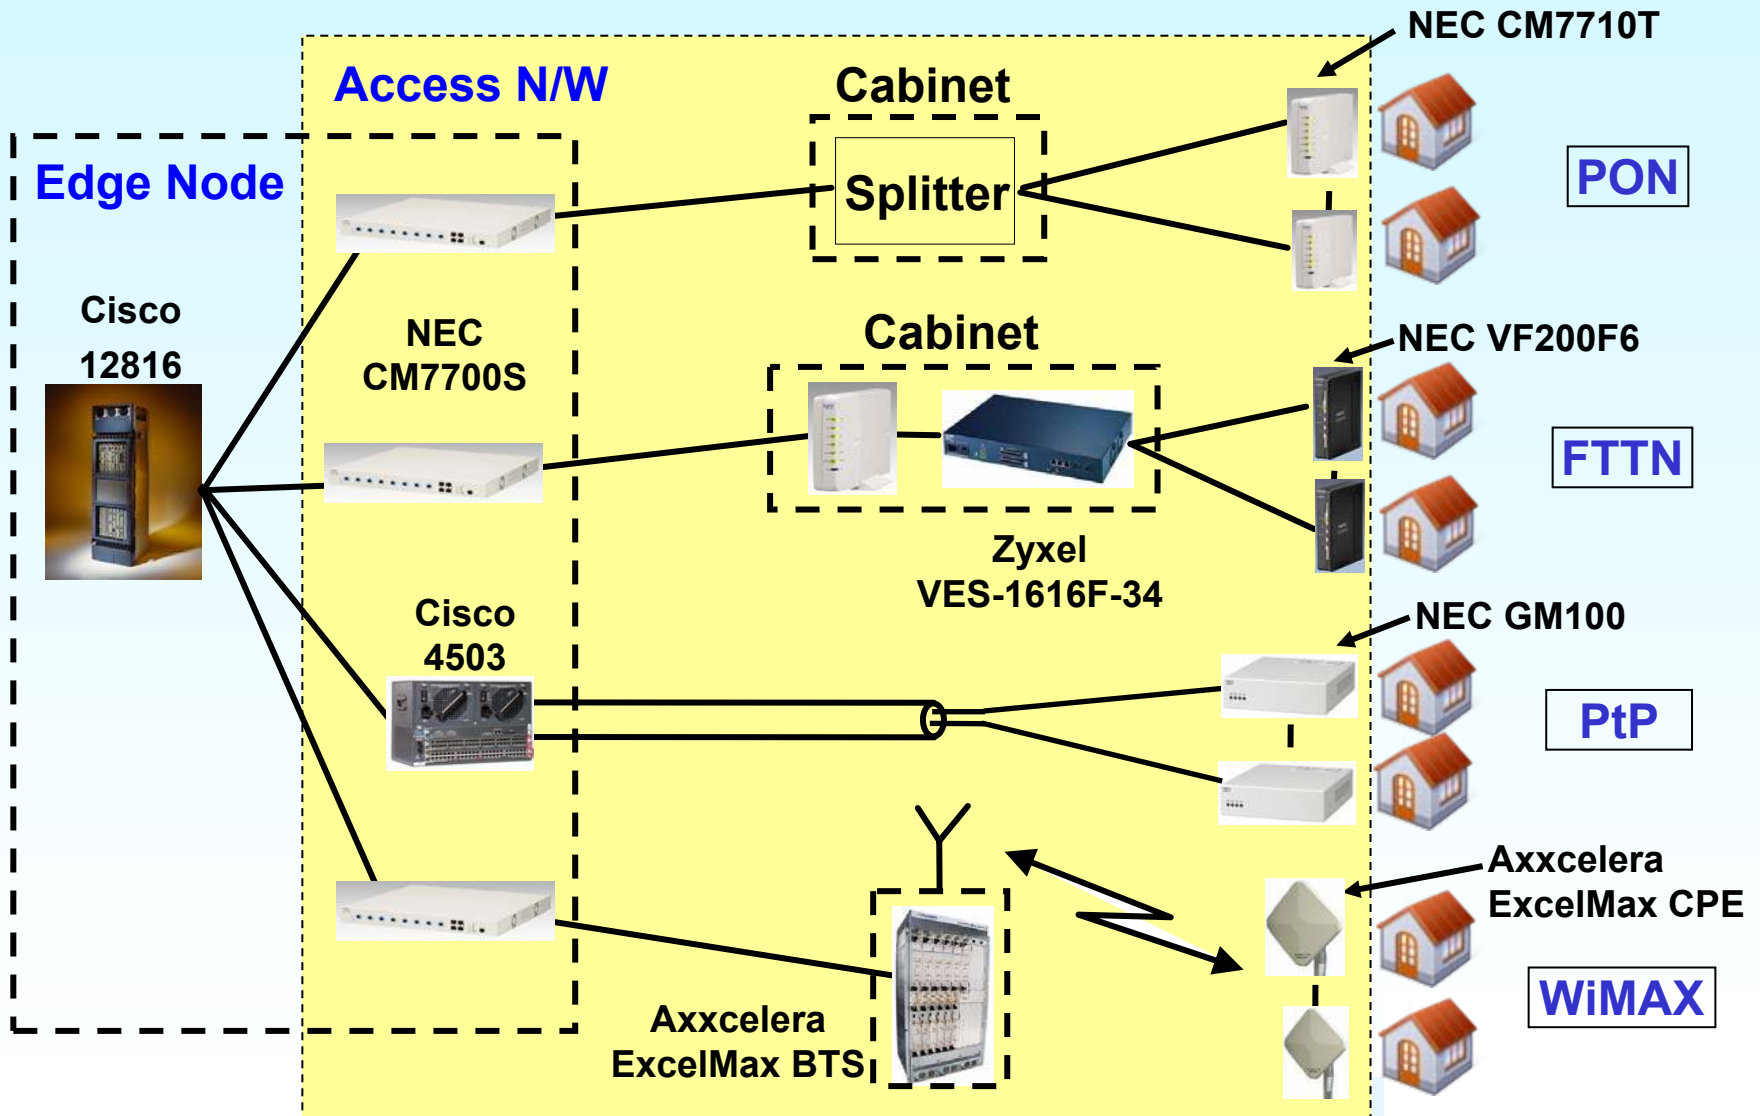 NEC CM7710T
Access N/W
Cabinet
Edge Node
Splitter
PON
Cisco
12816
NEC
CM7700S
Cabinet
NEC VF200F6
FTTN
Zyxel
VES-1616F-34
Cisco
4503
NEC GM100
PtP
Axxcelera
ExcelMax CPE
WiMAX
Axxcelera
ExcelMax BTS